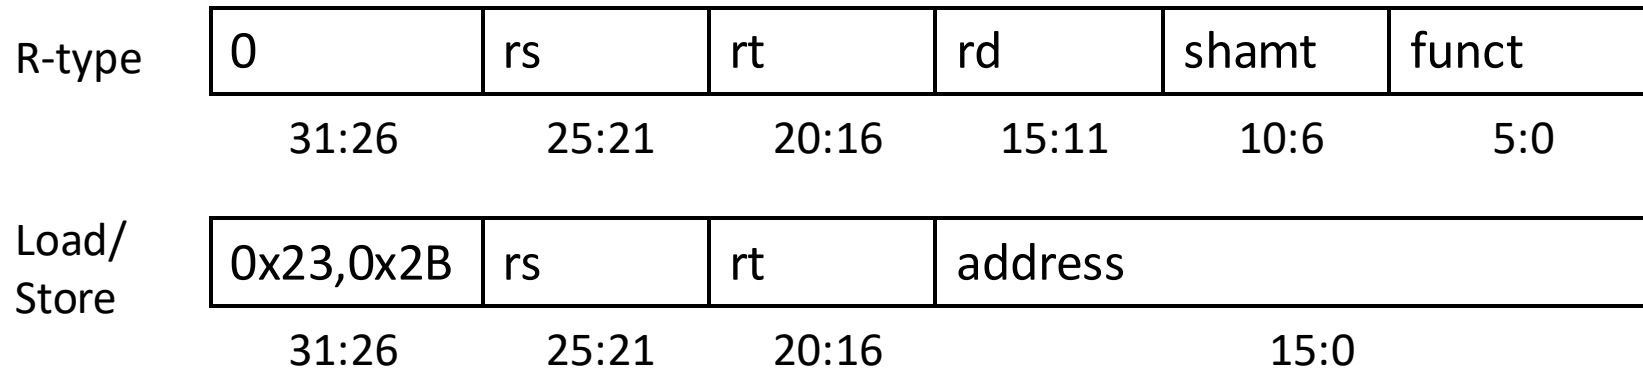 R-type 0 rs rt rd shamt funct
31:26 25:21 20:16 15:11 10:6 5:0
Load/
Store
0x23,0x2B rs rt address
31:26 25:21 20:16 15:0